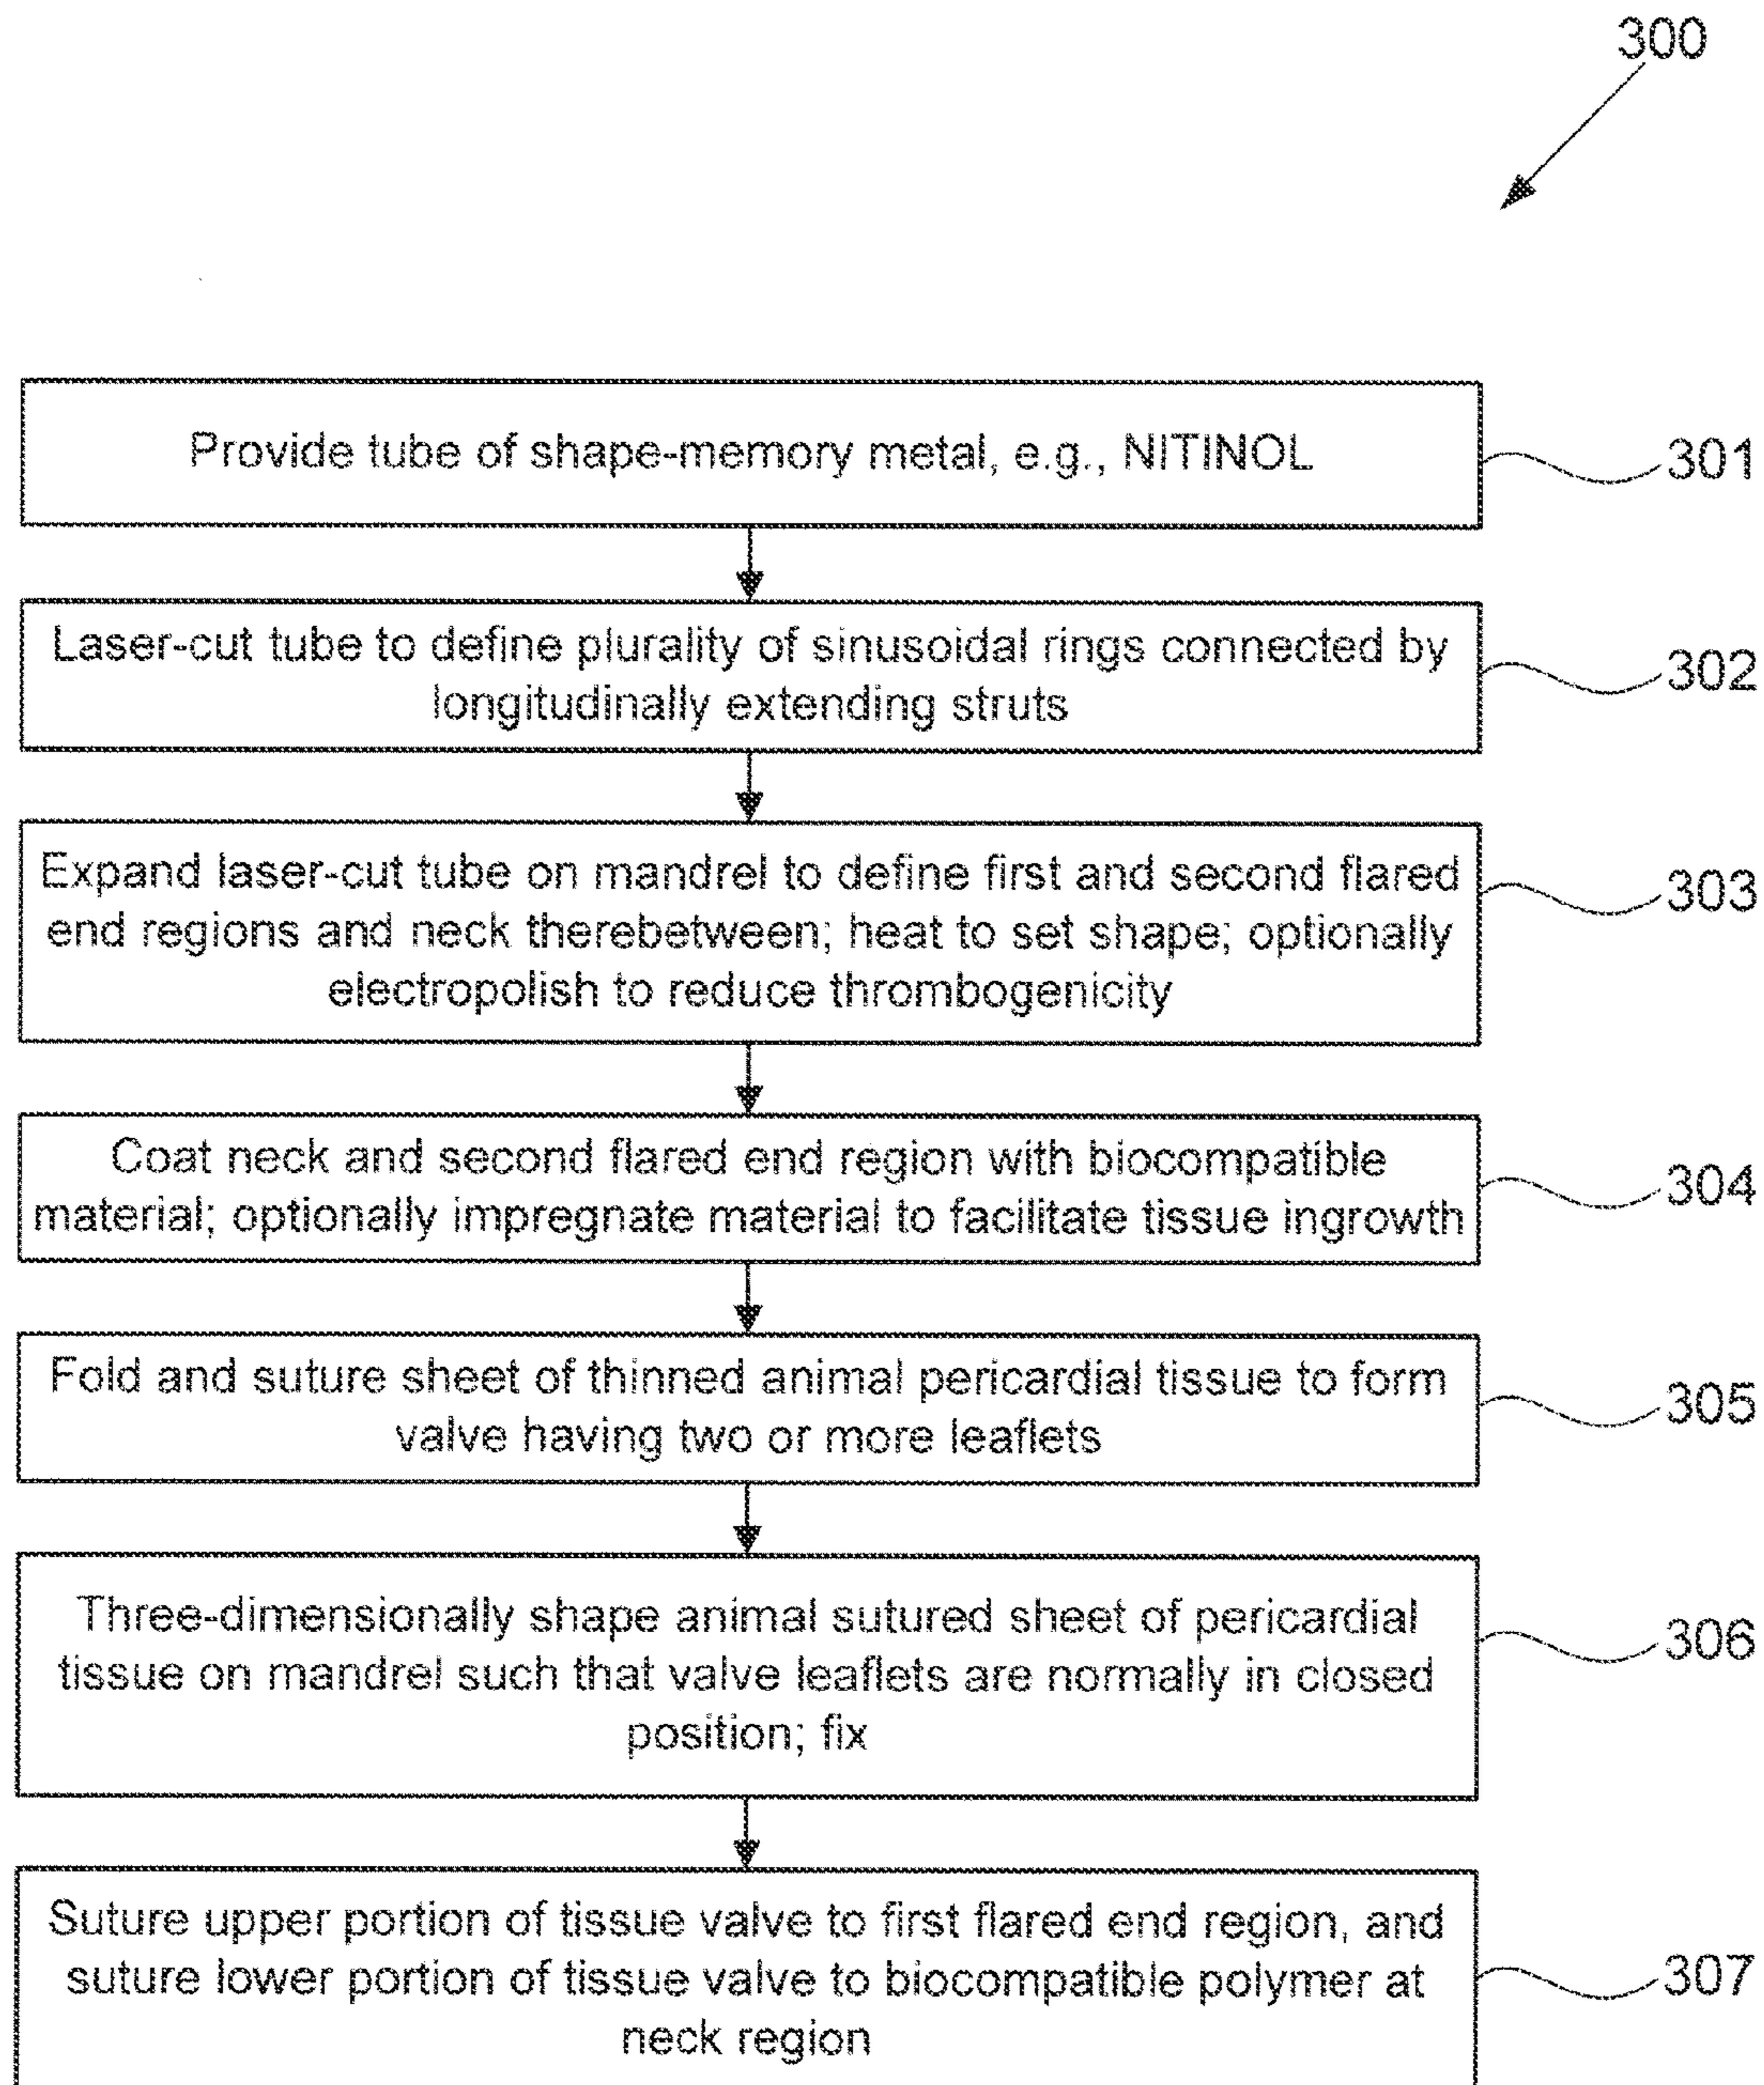 300
Provide tube of shape-memory metal, e.g., NITINOL
301
Laser-cut tube to define plurality of sinusoidal rings connected by
longitudinally extending struts
302
Expand laser-cut tube on mandrel to define first and second flared
end regions and neck therebetween; heat to set shape; optionally
electropolish to reduce thrombogenicity
303
Coat neck and second flared end region with biocompatible
material; optionally impregnate material to facilitate tissue ingrowth
304
Fold and suture sheet of thinned animal pericardial tissue to form
valve having two or more leaflets
305
Three-dimensionally shape animal sutured sheet of pericardial
tissue on mandrel such that valve leaflets are normally in closed
position; fix
306
Suture upper portion of tissue valve to first flared end region, and
suture lower portion of tissue valve to biocompatible polymer at
neck region
307